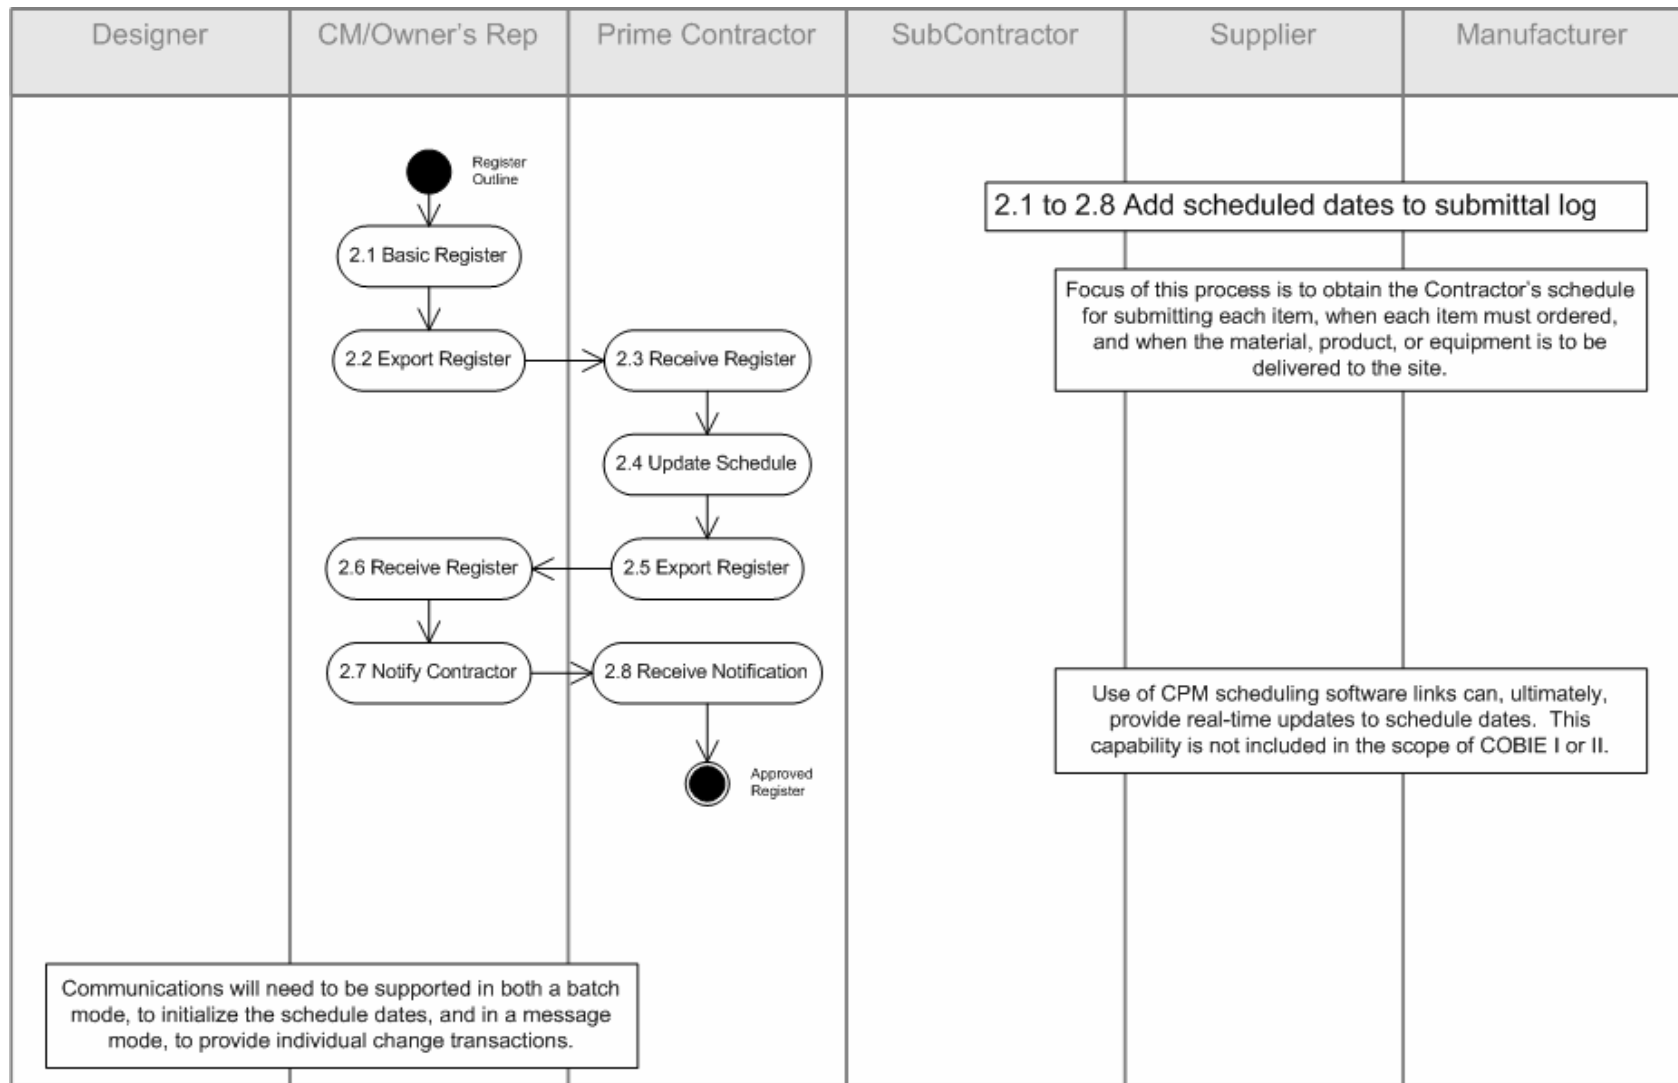 Designer
CM/Owner's Rep
Prime Contractor
SubContractor
Supplier
Manufacturer
Register
Outline
2.1 to 2.8 Add scheduled dates to submittal log
2.1 Basic Register
Focus of this process is to obtain the Contractor's schedule
for submitting each item, when each item must ordered,
and when the material, product, or equipment is to be
delivered to the site.
2.2 Export Register
2.3 Receive Register
2.4 Update Schedule
2.6 Receive Register
2.5 Export Register
2.7 Notify Contractor
2.8 Receive Notification
Use of CPM scheduling software links can, ultimately,
provide real-time updates to schedule dates. This
capability is not included in the scope of COBIE I or II.
Approved
Register
Communications will need to be supported in both a batch
mode, to initialize the schedule dates, and in a message
mode, to provide individual change transactions.